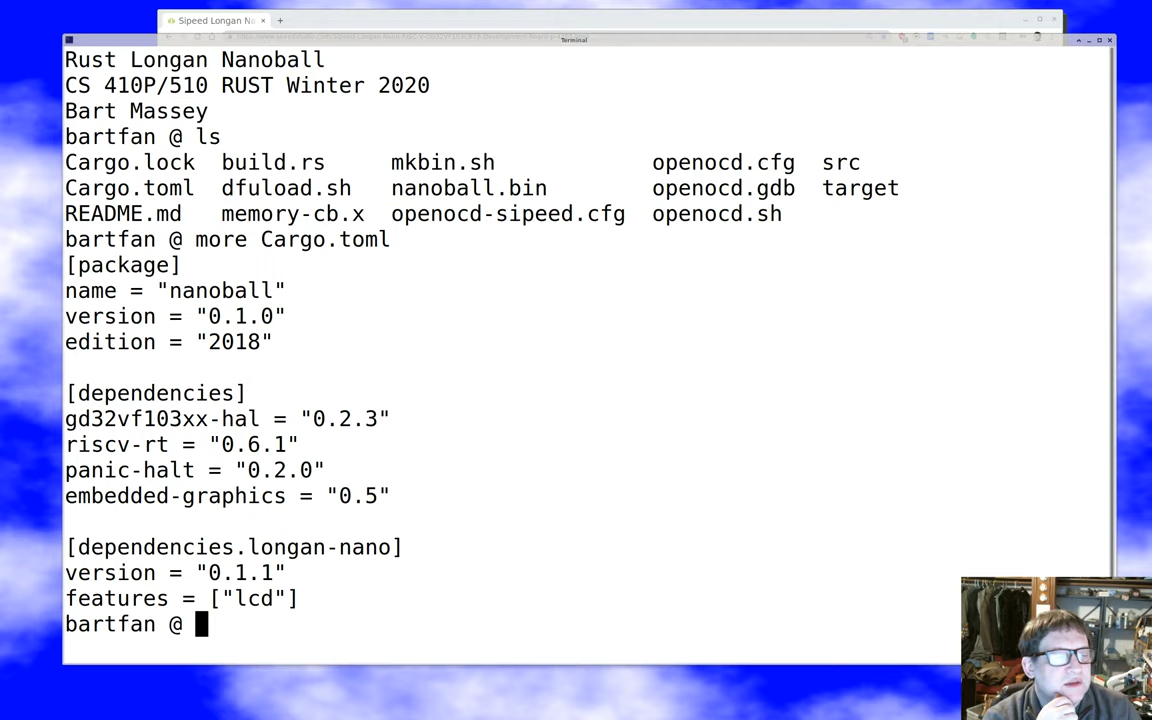 Sipeed Longan Na
Terminal
Rust Longan Nanoball
CS 410P/510 RUST Winter 2020
Bart Massey
bartfan @ ls
Cargo.lock  build.rs     mkbin.sh            openocd.cfg  src
Cargo.toml  dfuload.sh   nanoball.bin        openocd.gdb  target
README.md   memory-cb.x  openocd-sipeed.cfg  openocd.sh
bartfan @ more Cargo.toml
[package]
name = "nanoball"
version = "0.1.0"
edition = "2018"
[dependencies]
gd32vf103xx-hal = "0.2.3"
riscv-rt = "0.6.1"
panic-halt = "0.2.0"
embedded-graphics = "0.5"
[dependencies.longan-nano]
version = "0.1.1"
features = ["lcd"]
bartfan @